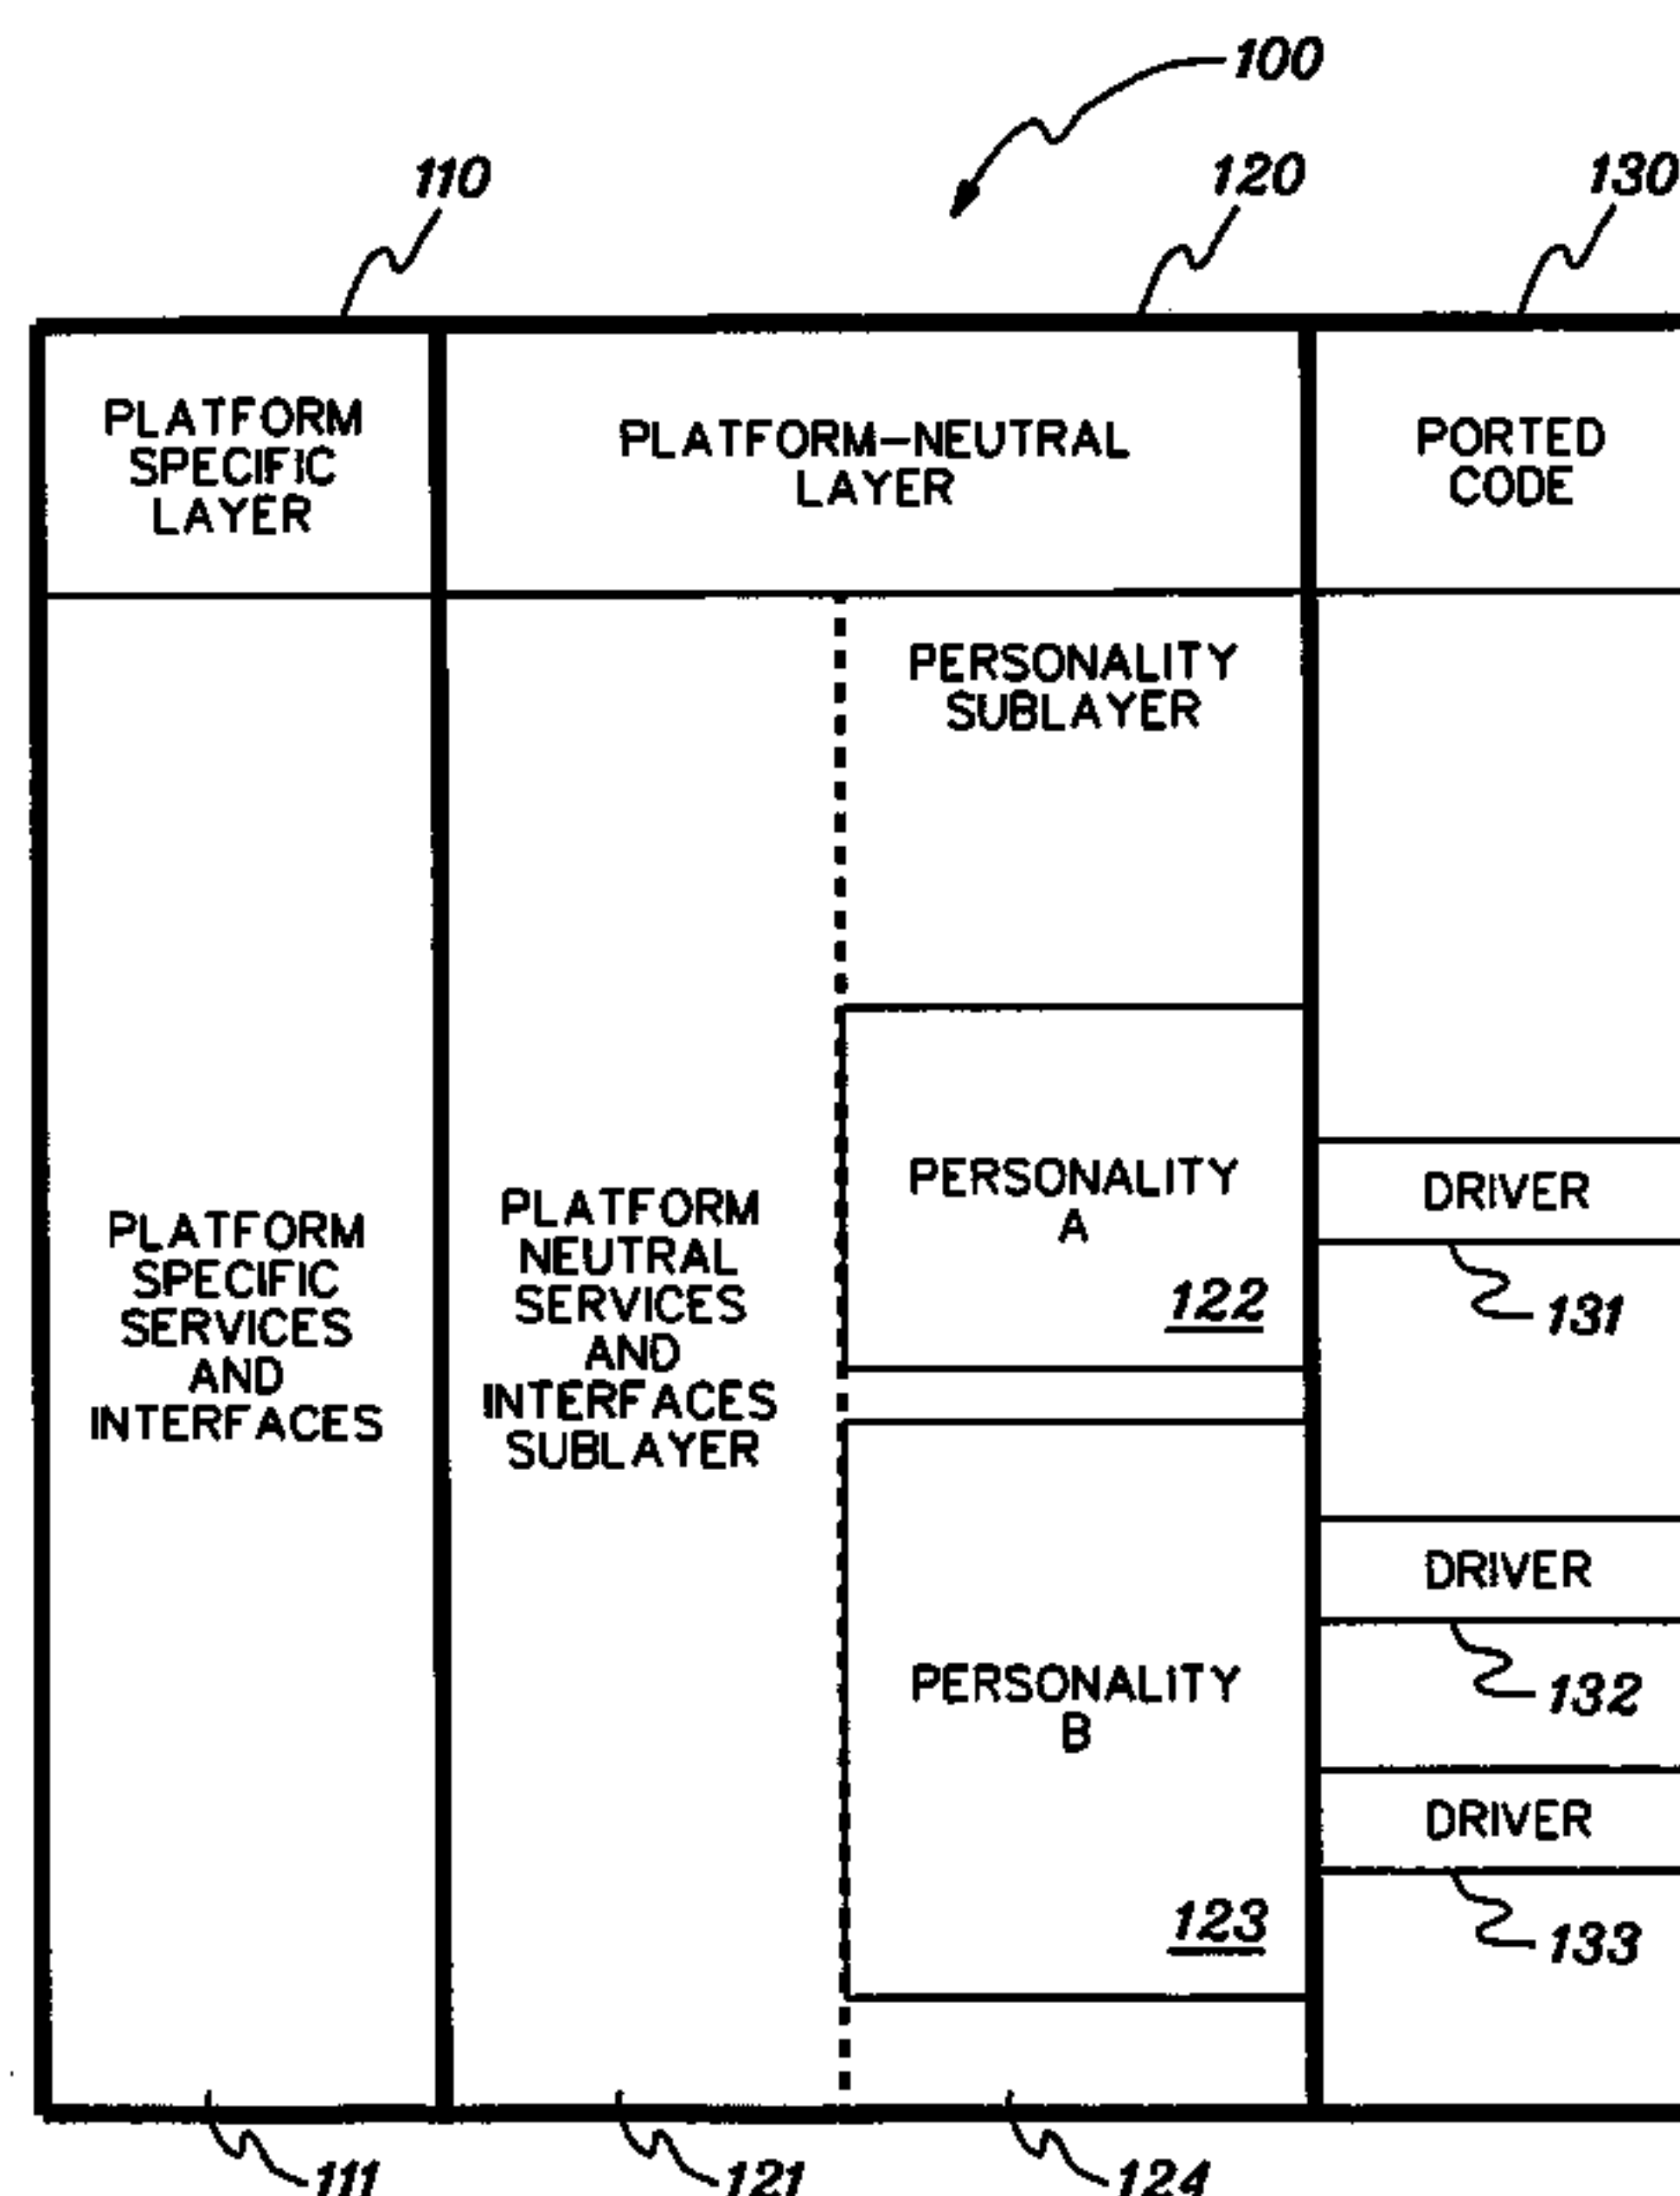 100
110
120
130
PLATFORM
SPECIFIC
LAYER
PLATFORM-NEUTRAL
LAYER
PORTED
CODE
PERSONALITY
SUBLAYER
PLATFORM
SPECIFIC
SERVICES
AND
INTERFACES
PLATFORM
NEUTRAL
SERVICES
AND
INTERFACES
SUBLAYER
PERSONALITY
A
122
DRIVER
131
PERSONALITY
B
123
DRIVER
132
DRIVER
133
111
121
124